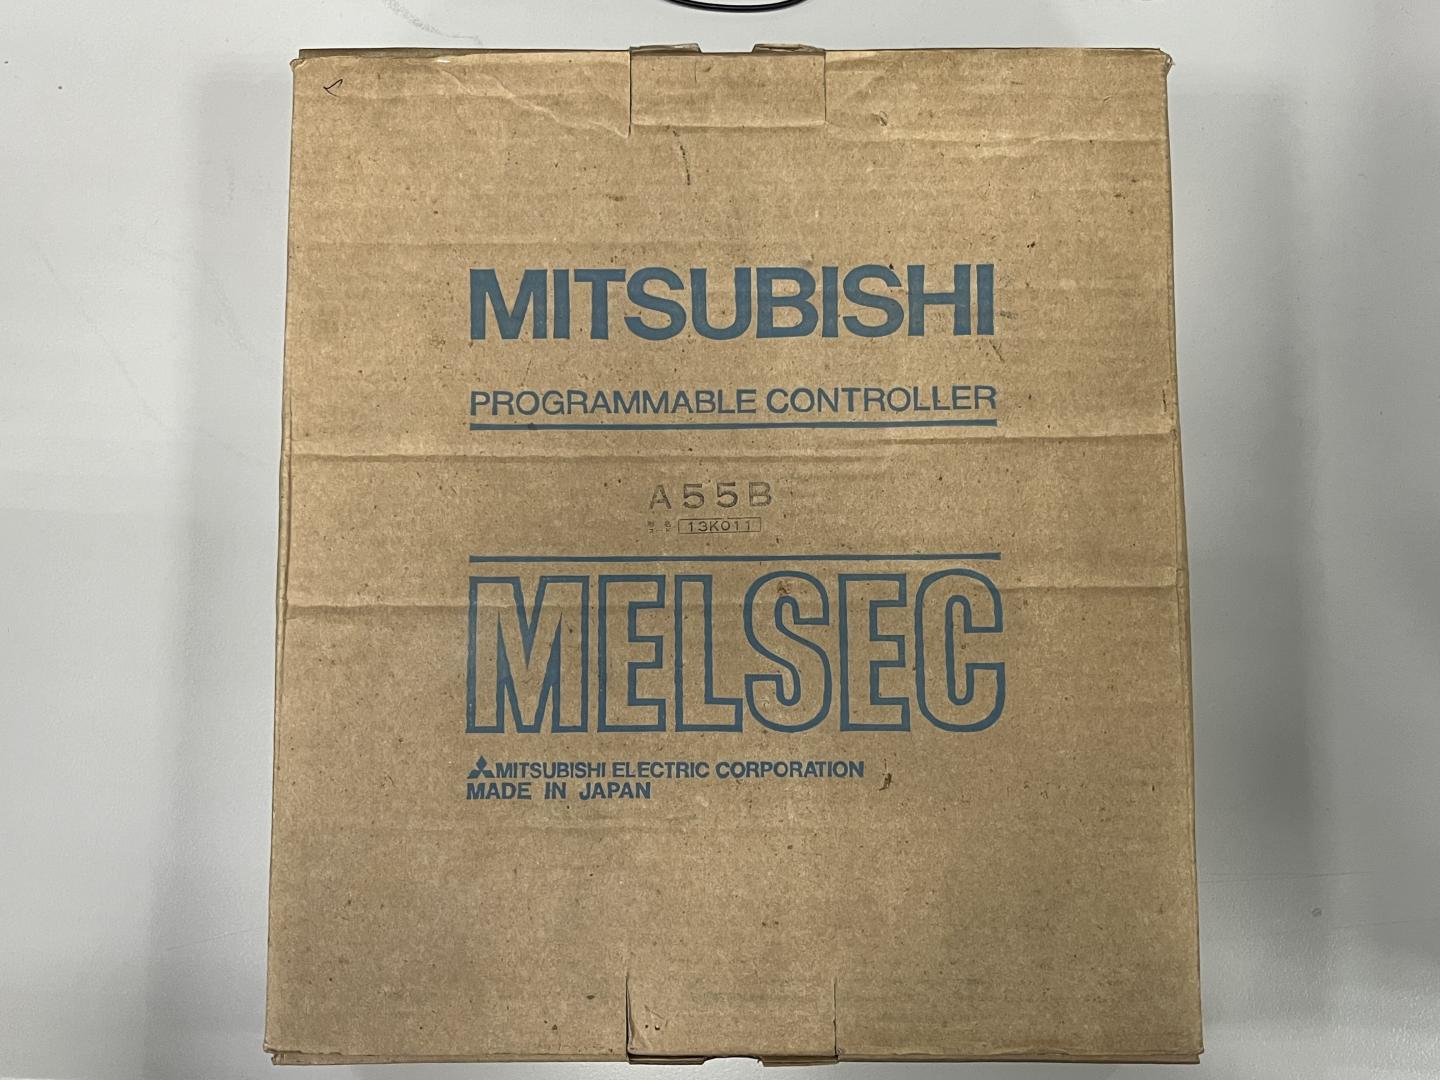 MITSUBISHI
PROGRAMMABLE CONTROLLER
A55B
13K011
MELSEC
MITSUBISHI ELECTRIC CORPORATION
MADE IN JAPAN